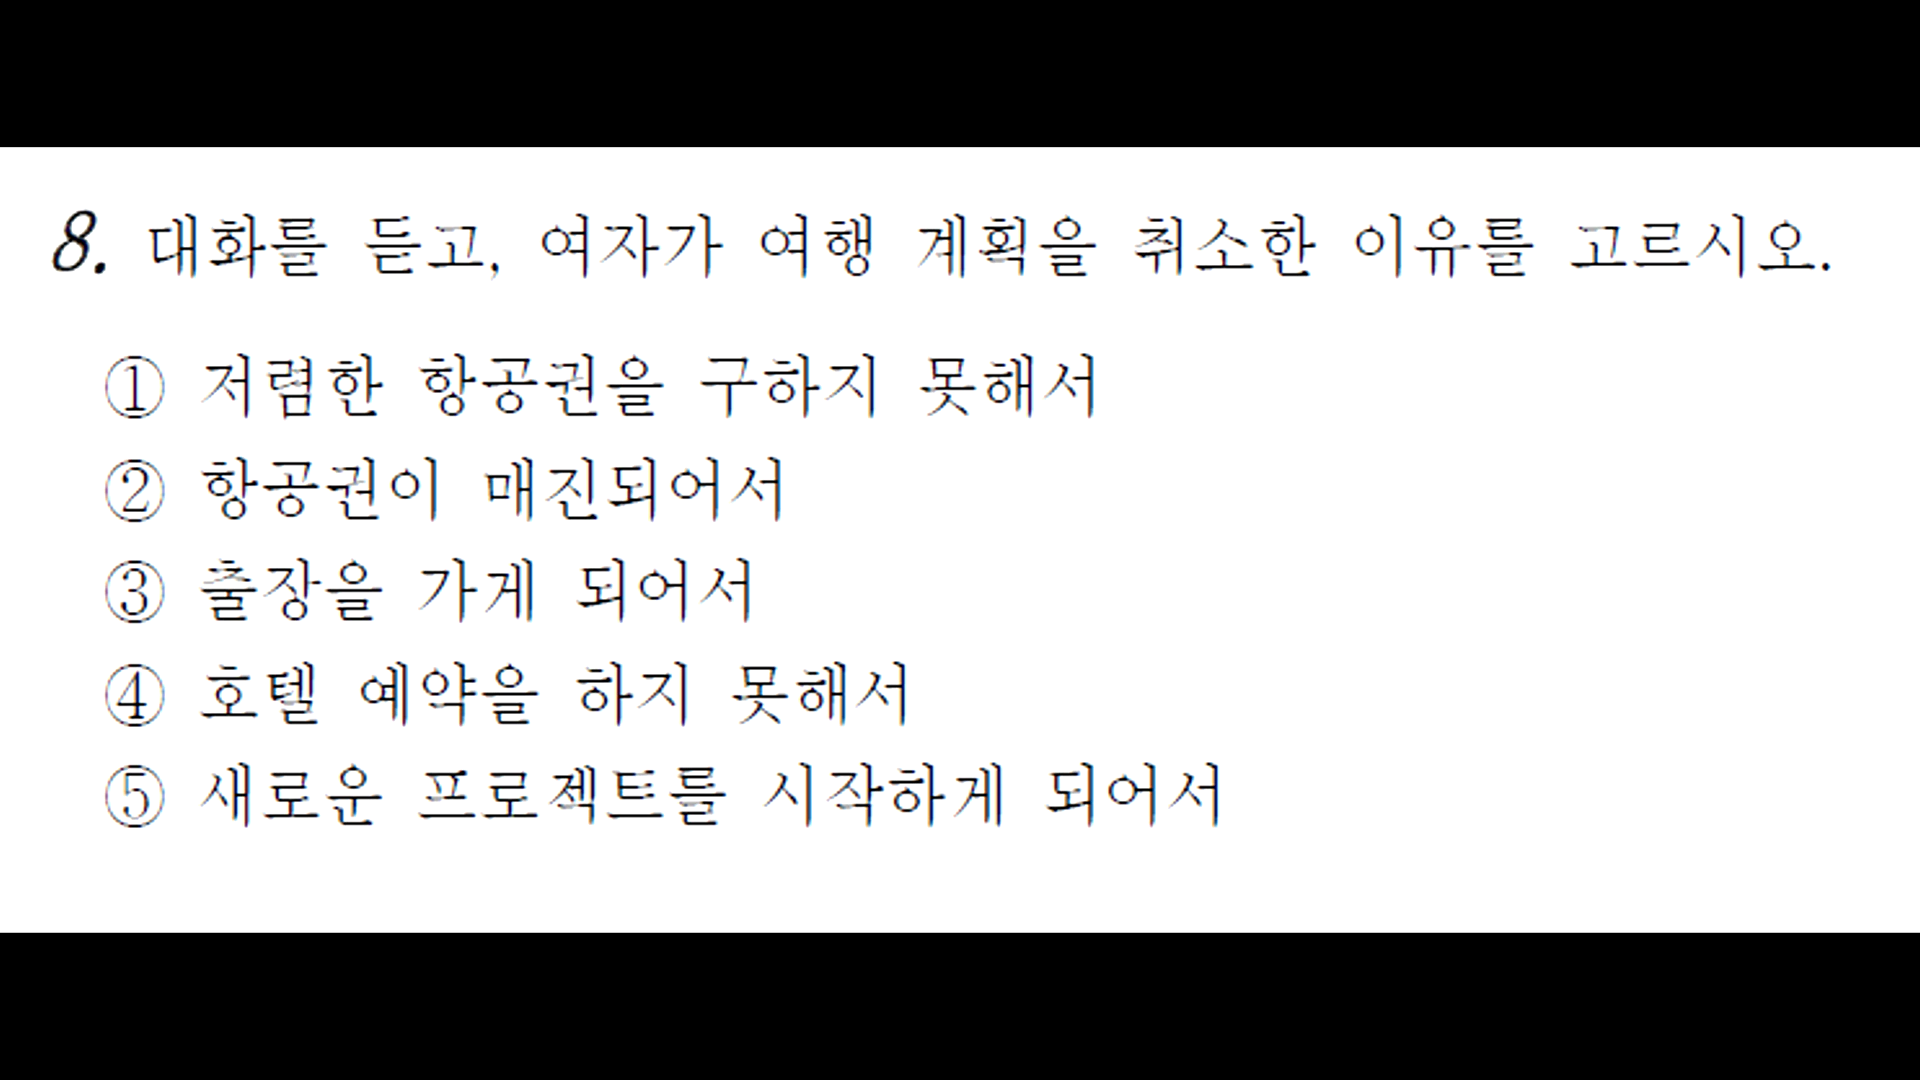 8. 대화를 듣고, 여자가 여행 계획을 취소한 이유를 고르시오.
① 저렴한 항공권을 구하지 못해서
② 항공권이 매진되어서
③ 출장을 가게 되어서
④ 호텔 예약을 하지 못해서
⑤ 새로운 프로젝트를 시작하게 되어서